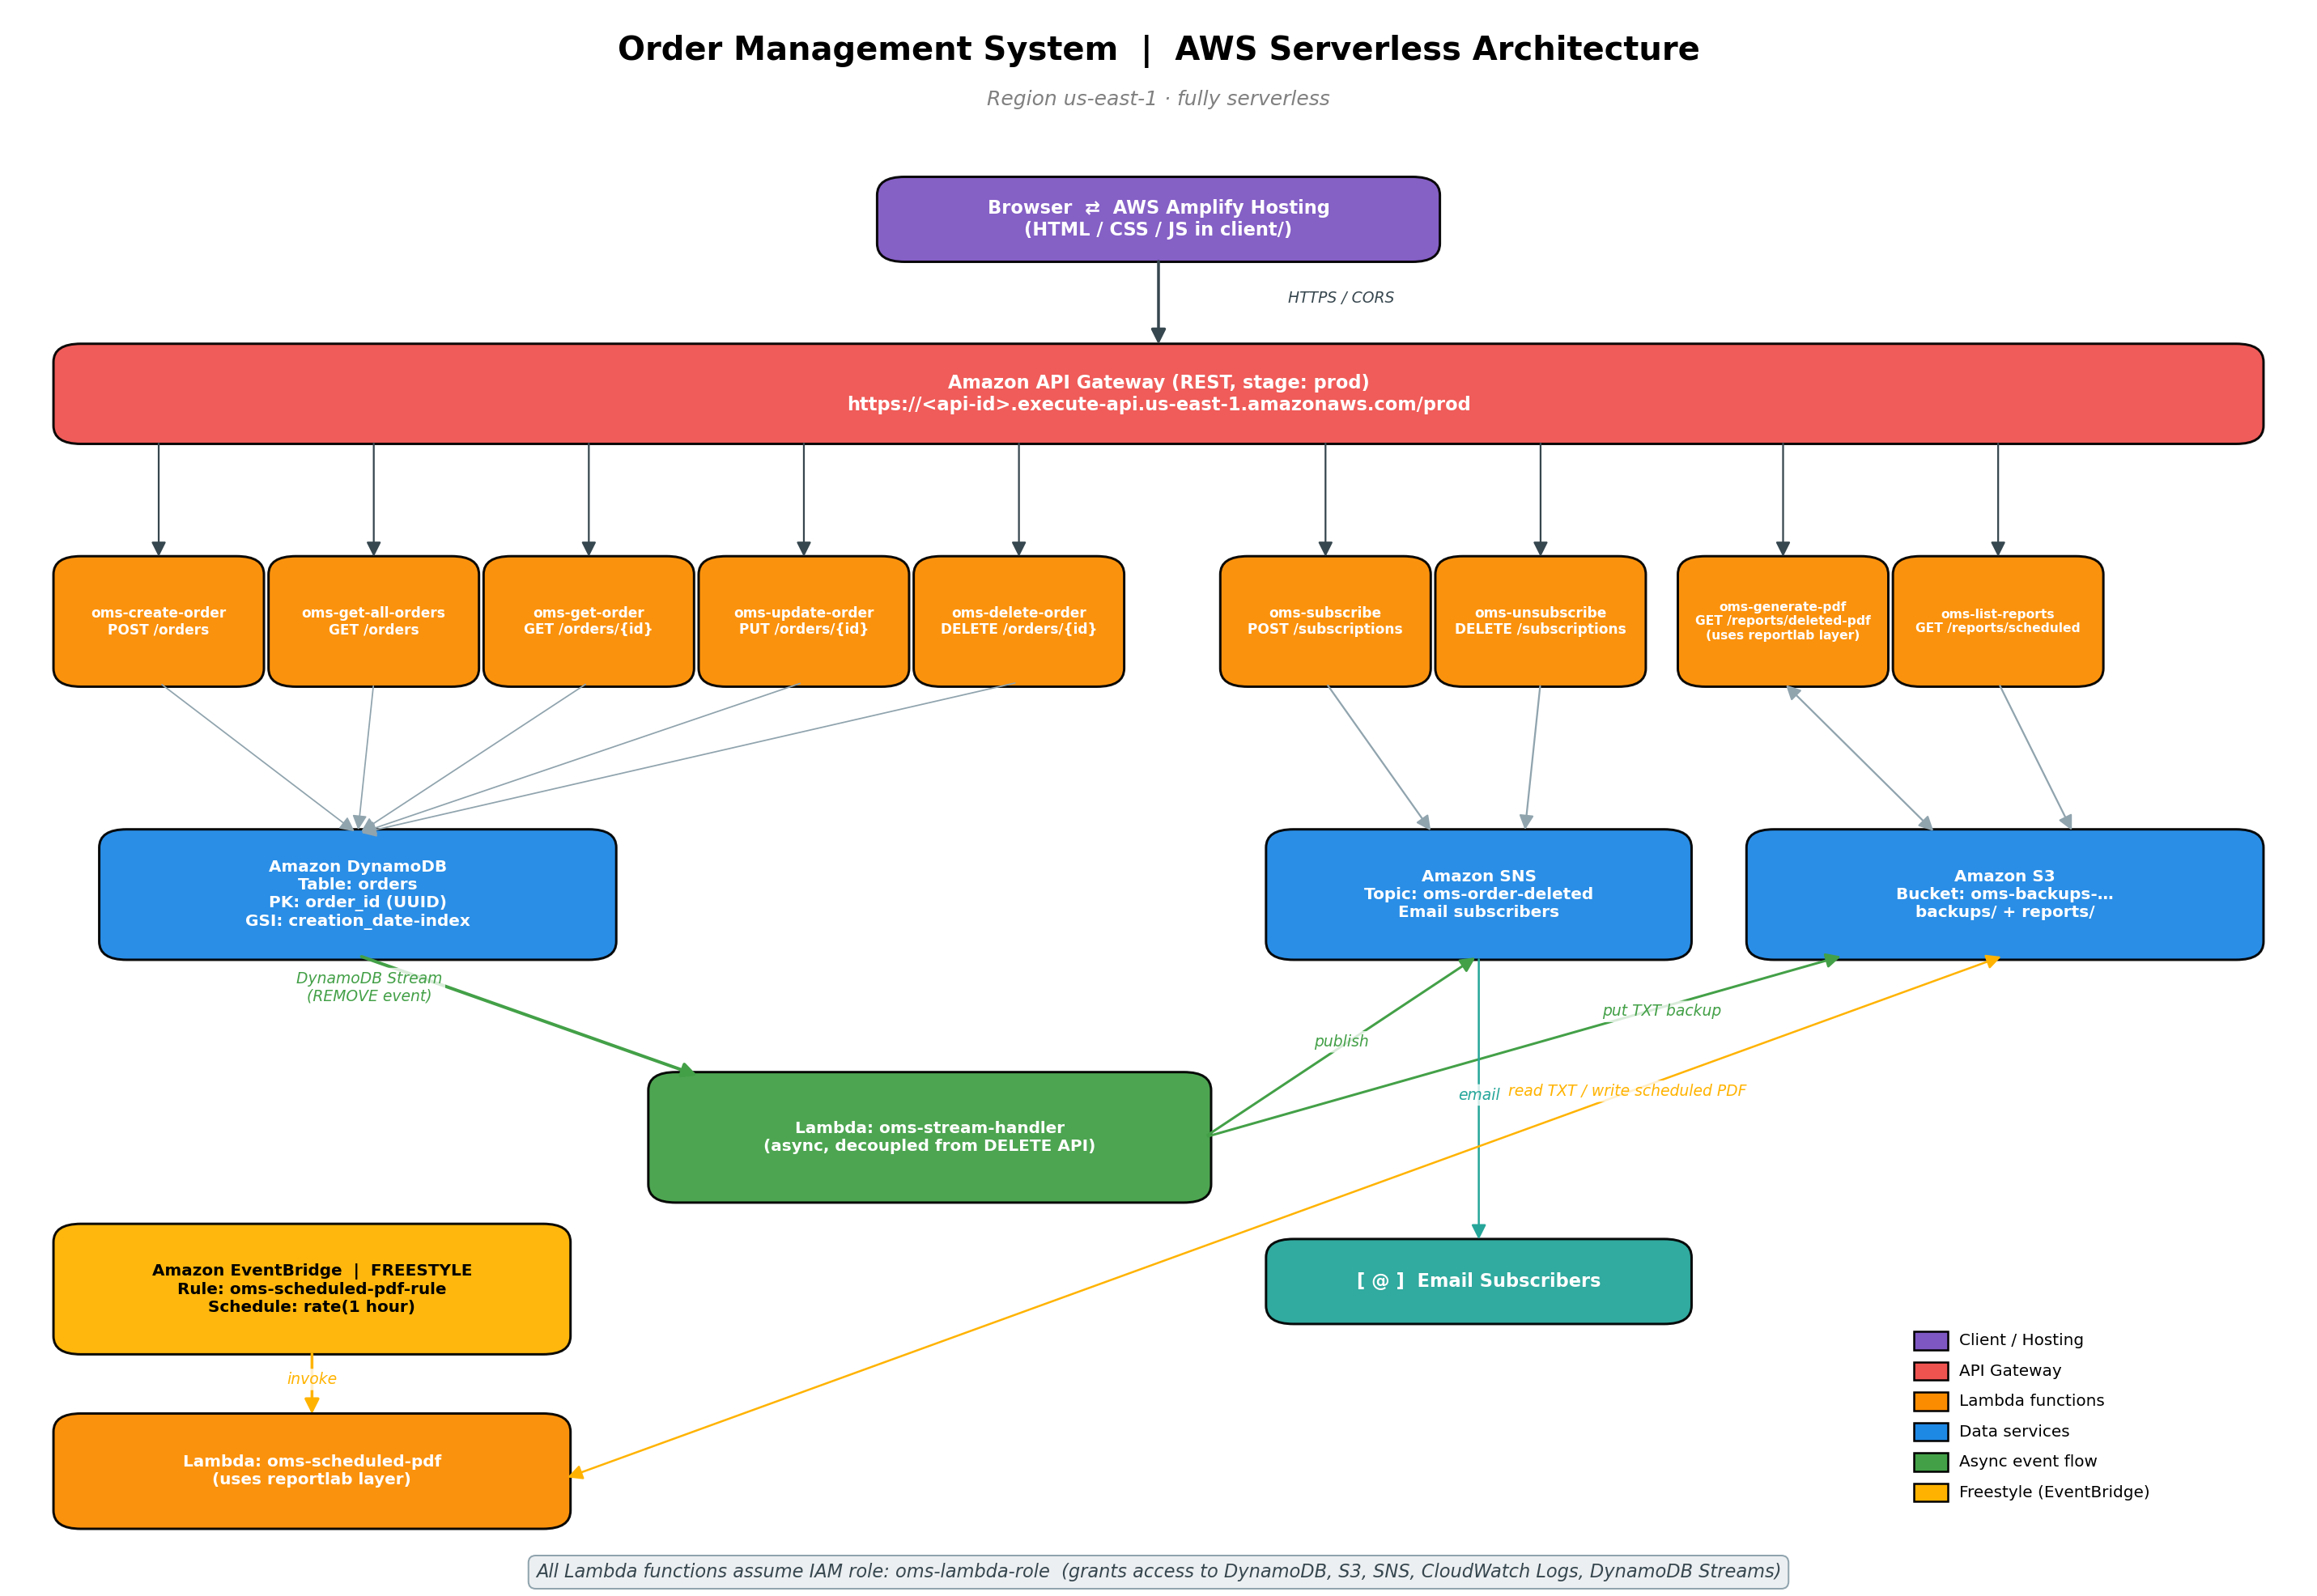 Order Management System | AWS Serverless Architecture
Region us-east-1 · fully serverless
Browser ⇄ AWS Amplify Hosting
(HTML / CSS / JS in client/)
HTTPS / CORS
Amazon API Gateway (REST, stage: prod)
https://<api-id>.execute-api.us-east-1.amazonaws.com/prod
oms-create-order
POST /orders
oms-get-all-orders
GET /orders
oms-get-order
GET /orders/{id}
oms-update-order
PUT /orders/{id}
oms-delete-order
DELETE /orders/{id}
oms-subscribe
POST /subscriptions
oms-unsubscribe
DELETE /subscriptions
oms-generate-pdf
GET /reports/deleted-pdf
(uses reportlab layer)
oms-list-reports
GET /reports/scheduled
Amazon DynamoDB
Table: orders
PK: order_id (UUID)
GSI: creation_date-index
Amazon SNS
Topic: oms-order-deleted
Email subscribers
Amazon S3
Bucket: oms-backups-...
backups/ + reports/
DynamoDB Stream
(REMOVE event)
publish
put TXT backup
email
read TXT / write scheduled PDF
Lambda: oms-stream-handler
(async, decoupled from DELETE API)
Amazon EventBridge | FREESTYLE
Rule: oms-scheduled-pdf-rule
Schedule: rate(1 hour)
[ @ ] Email Subscribers
invoke
Lambda: oms-scheduled-pdf
(uses reportlab layer)
Client / Hosting
API Gateway
Lambda functions
Data services
Async event flow
Freestyle (EventBridge)
All Lambda functions assume IAM role: oms-lambda-role (grants access to DynamoDB, S3, SNS, CloudWatch Logs, DynamoDB Streams)